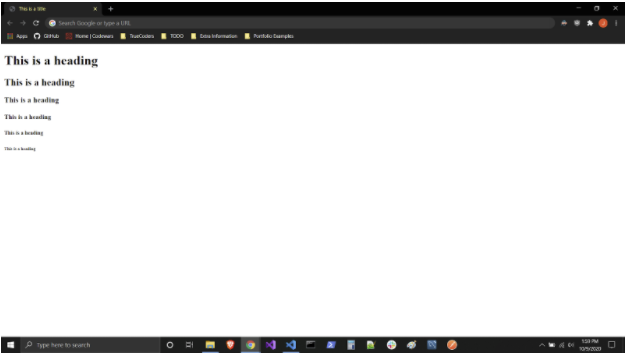 This is a title
Search Google or type a URL
Apps GitHub Home | Codewars TrueCoders TODO Extra Information Portfolio Examples
This is a heading
This is a heading
This is a heading
This is a heading
This is a heading
This is a heading
Type here to search
1:59 PM
10/9/2020